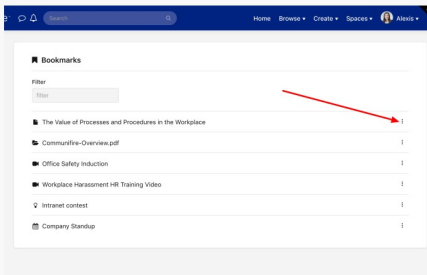 Search
Home Browse Create Spaces Alexis
Bookmarks
Filter
filter
The Value of Processes and Procedures in the Workplace
Communifire-Overview.pdf
Office Safety Induction
Workplace Harassment HR Training Video
Intranet contest
Company Standup